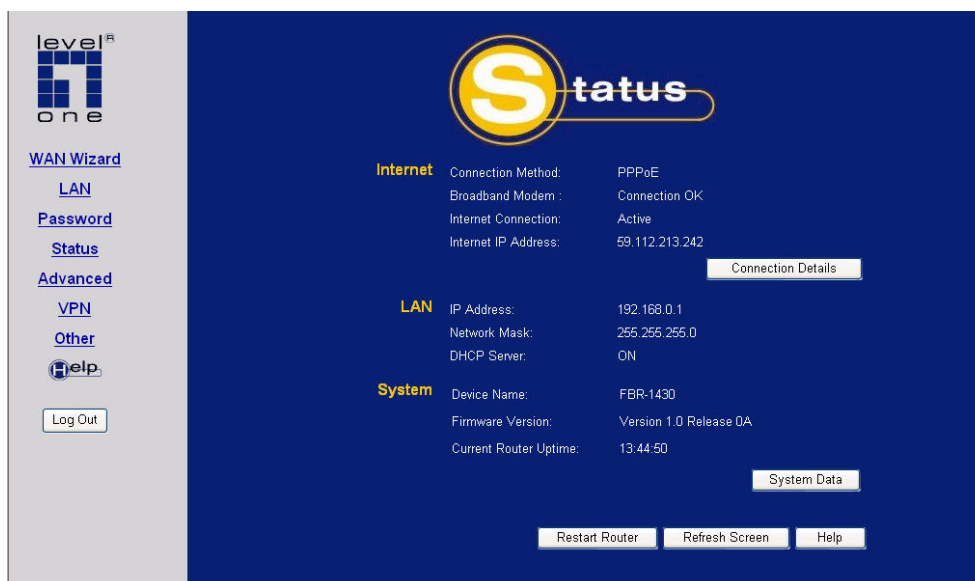 level®
one
WAN Wizard
LAN
Password
Status
Advanced
VPN
Other
Help
Log Out
Status
Internet
Connection Method: PPPoE
Broadband Modem : Connection OK
Internet Connection: Active
Internet IP Address: 59.112.213.242
Connection Details
LAN
IP Address: 192.168.0.1
Network Mask: 255.255.255.0
DHCP Server: ON
System
Device Name: FBR-1430
Firmware Version: Version 1.0 Release 0A
Current Router Uptime: 13:44:50
System Data
Restart Router Refresh Screen Help